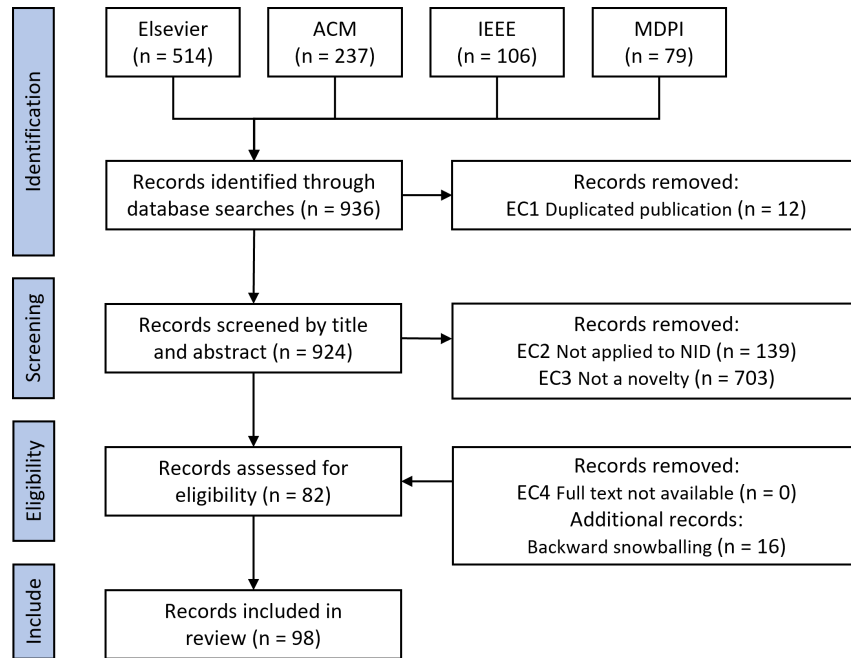 Identification
Elsevier
(n = 514)
ACM
(n = 237)
IEEE
(n = 106)
MDPI
(n = 79)
Records identified through
database searches (n = 936)
Records removed:
EC1 Duplicated publication (n = 12)
Screening
Records screened by title
and abstract (n = 924)
Records removed:
EC2 Not applied to NID (n = 139)
EC3 Not a novelty (n = 703)
Eligibility
Records assessed for
eligibility (n = 82)
Records removed:
EC4 Full text not available (n = 0)
Additional records:
Backward snowballing (n = 16)
Include
Records included in
review (n = 98)